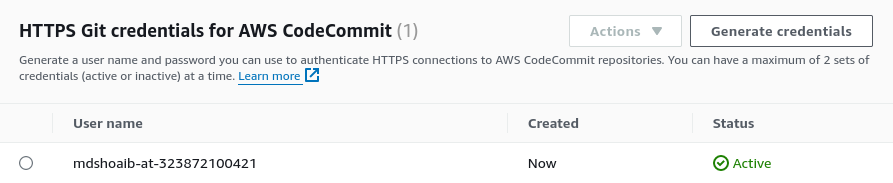 HTTPS Git credentials for AWS CodeCommit (1)
Actions
Generate credentials
Generate a user name and password you can use to authenticate HTTPS connections to AWS CodeCommit repositories. You can have a maximum of 2 sets of
credentials (active or inactive) at a time. Learn more
User name Created Status
mdshoaib-at-323872100421 Now Active